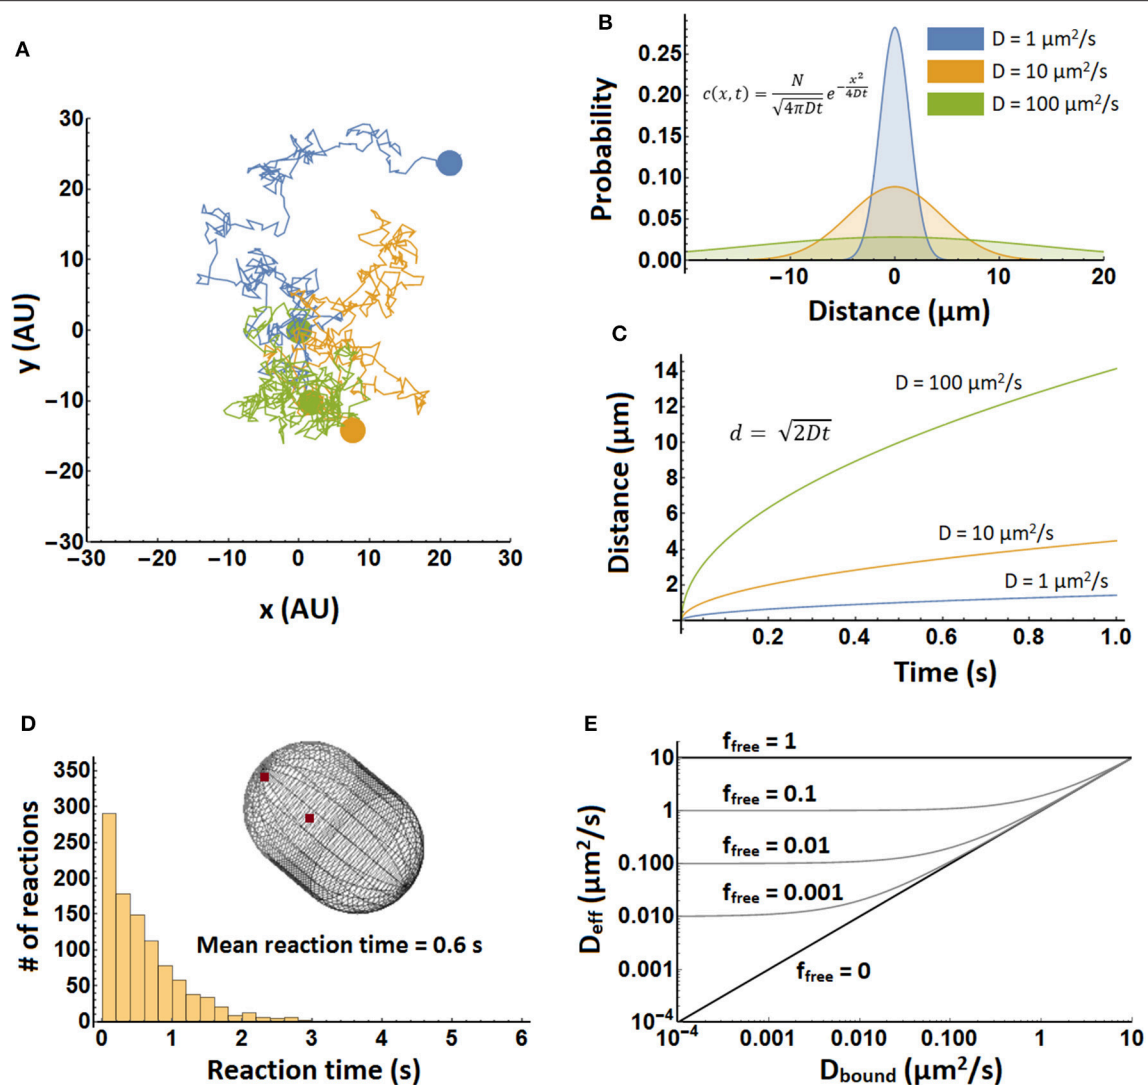 A
30
20
10
0
−10
−20
−30
−30
−20
−10
0
10
20
30
y (AU)
x (AU)
B
0.25
0.20
0.15
0.10
0.05
0.00
−10
0
10
20
Probability
Distance (μm)
c(x,t) = N/√4πDt e^−x²/4Dt
D = 1 μm²/s
D = 10 μm²/s
D = 100 μm²/s
C
14
12
10
8
6
4
2
0.2
0.4
0.6
0.8
1.0
Distance (μm)
Time (s)
d = √2Dt
D = 100 μm²/s
D = 10 μm²/s
D = 1 μm²/s
D
350
300
250
200
150
100
50
0
0
1
2
3
4
5
6
# of reactions
Reaction time (s)
Mean reaction time = 0.6 s
E
10
1
0.100
0.010
0.001
10⁻⁴
10⁻⁴
0.001
0.010
0.100
1
10
D_eff (μm²/s)
D_bound (μm²/s)
f_free = 1
f_free = 0.1
f_free = 0.01
f_free = 0.001
f_free = 0